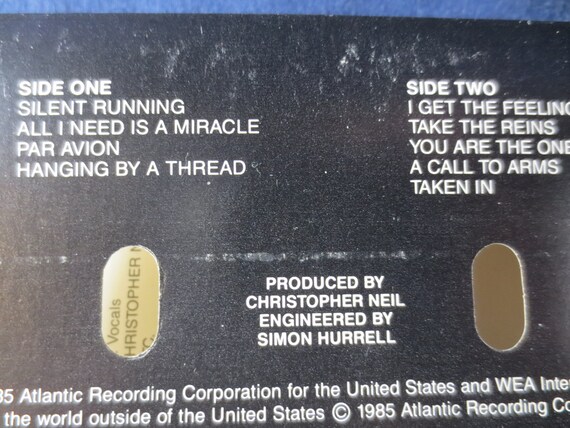 SIDE ONE
SILENT RUNNING
ALL I NEED IS A MIRACLE
PAR AVION
HANGING BY A THREAD
SIDE TWO
I GET THE FEELING
TAKE THE REINS
YOU ARE THE ONE
A CALL TO ARMS
TAKEN IN
Vocals
HRISTOPHER N
C.
PRODUCED BY
CHRISTOPHER NEIL
ENGINEERED BY
SIMON HURRELL
85 Atlantic Recording Corporation for the United States and WEA Inte
the world outside of the United States © 1985 Atlantic Recording Co